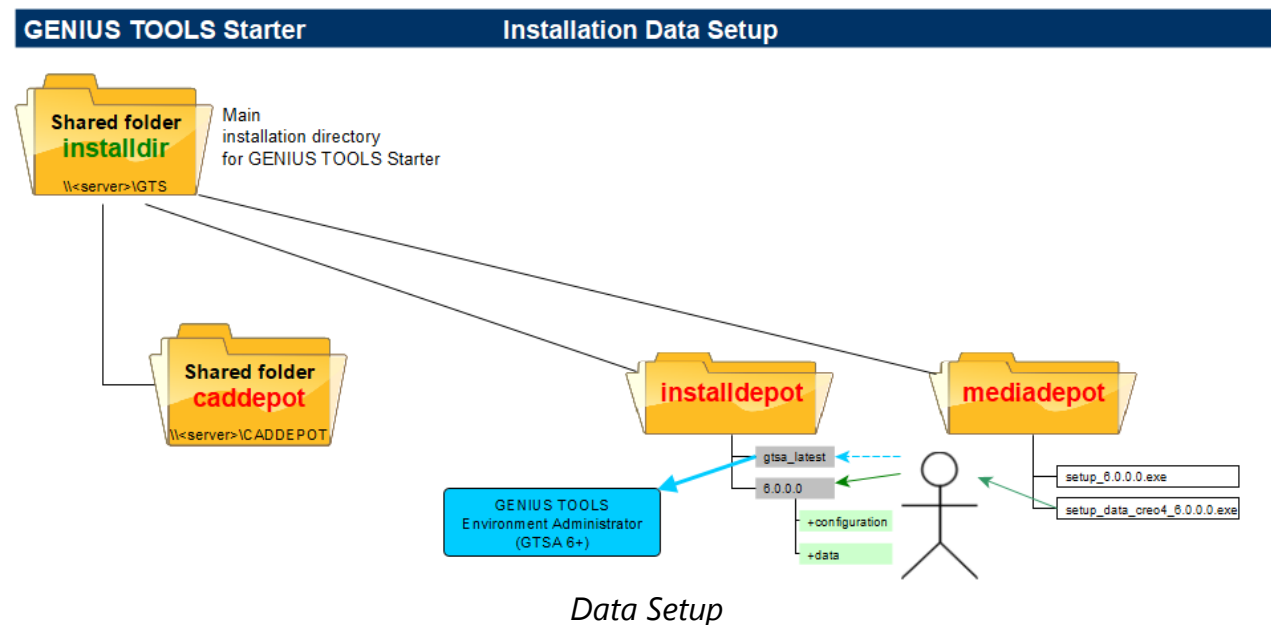 GENIUS TOOLS Starter Installation Data Setup
Shared folder
installdir
\\<server>\GTS
Main
installation directory
for GENIUS TOOLS Starter
Shared folder
caddepot
\\<server>\CADDEPOT
installdepot
mediadepot
gtsa_latest
6.0.0.0
+configuration
+data
GENIUS TOOLS
Environment Administrator
(GTSA 6+)
setup_6.0.0.0.exe
setup_data_creo4_6.0.0.0.exe
Data Setup